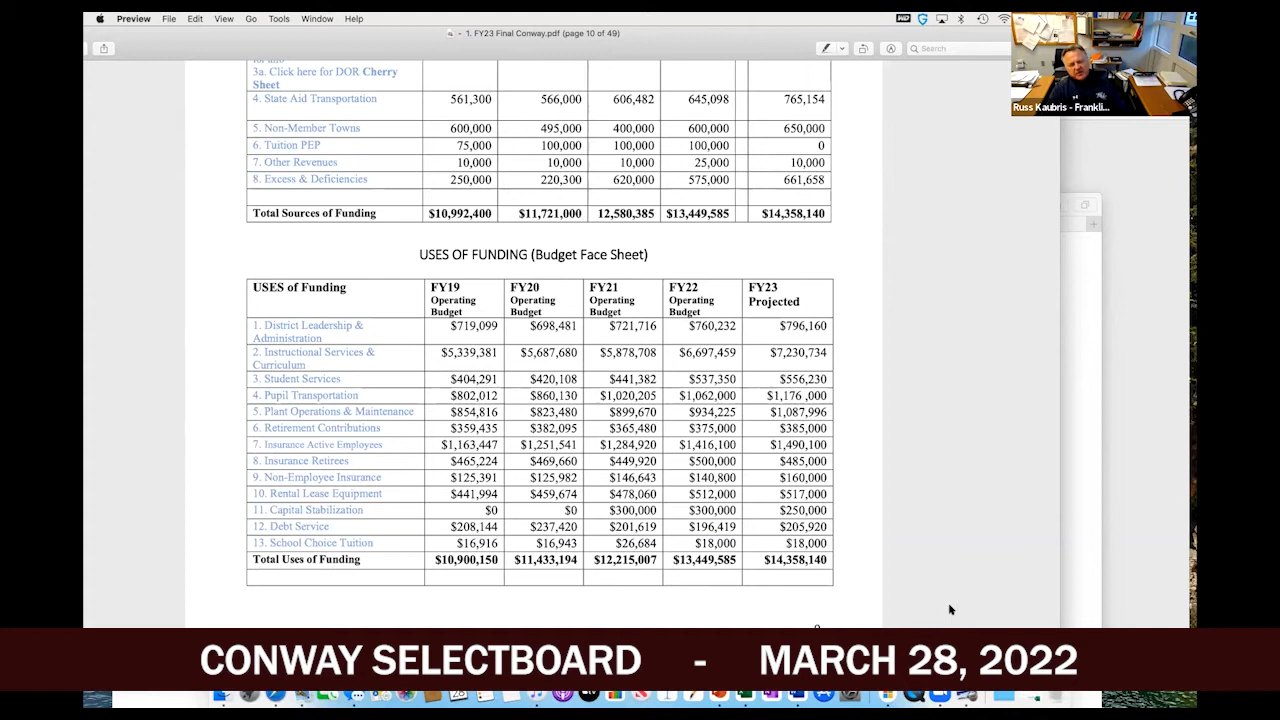 Preview File Edit View Go Tools Window Help
1. FY23 Final Conway.pdf (page 10 of 49)
Search
for info
3a. Click here for DOR Cherry
Sheet
4. State Aid Transportation 561,300 566,000 606,482 645,098 765,154
5. Non-Member Towns 600,000 495,000 400,000 600,000 650,000
6. Tuition PEP 75,000 100,000 100,000 100,000 0
7. Other Revenues 10,000 10,000 10,000 25,000 10,000
8. Excess & Deficiencies 250,000 220,300 620,000 575,000 661,658
Total Sources of Funding $10,992,400 $11,721,000 12,580,385 $13,449,585 $14,358,140
Russ Kaubris - Frankli...
USES OF FUNDING (Budget Face Sheet)
USES of Funding FY19 FY20 FY21 FY22 FY23
Operating Operating Operating Operating Projected
Budget Budget Budget Budget
1. District Leadership & $719,099 $698,481 $721,716 $760,232 $796,160
Administration
2. Instructional Services & $5,339,381 $5,687,680 $5,878,708 $6,697,459 $7,230,734
Curriculum
3. Student Services $404,291 $420,108 $441,382 $537,350 $556,230
4. Pupil Transportation $802,012 $860,130 $1,020,205 $1,062,000 $1,176 ,000
5. Plant Operations & Maintenance $854,816 $823,480 $899,670 $934,225 $1,087,996
6. Retirement Contributions $359,435 $382,095 $365,480 $375,000 $385,000
7. Insurance Active Employees $1,163,447 $1,251,541 $1,284,920 $1,416,100 $1,490,100
8. Insurance Retirees $465,224 $469,660 $449,920 $500,000 $485,000
9. Non-Employee Insurance $125,391 $125,982 $146,643 $140,800 $160,000
10. Rental Lease Equipment $441,994 $459,674 $478,060 $512,000 $517,000
11. Capital Stabilization $0 $0 $300,000 $300,000 $250,000
12. Debt Service $208,144 $237,420 $201,619 $196,419 $205,920
13. School Choice Tuition $16,916 $16,943 $26,684 $18,000 $18,000
Total Uses of Funding $10,900,150 $11,433,194 $12,215,007 $13,449,585 $14,358,140
CONWAY SELECTBOARD - MARCH 28, 2022